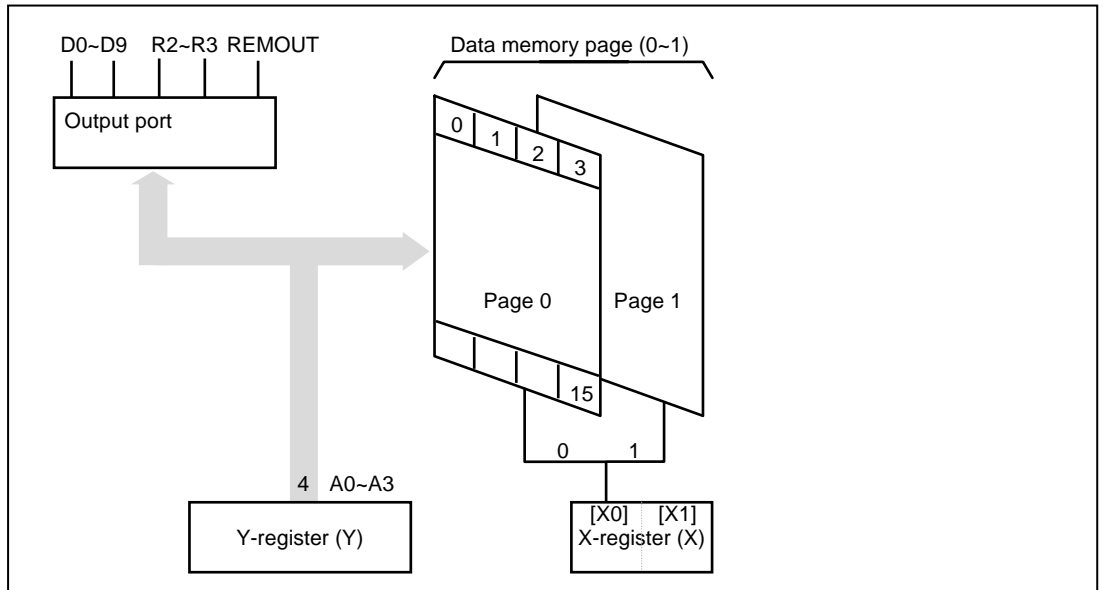 D0~D9 R2~R3 REMOUT
Output port
Data memory page (0~1)
0 1 2 3
Page 0
Page 1
15
0 1
4 A0~A3
Y-register (Y)
[X0] [X1]
X-register (X)